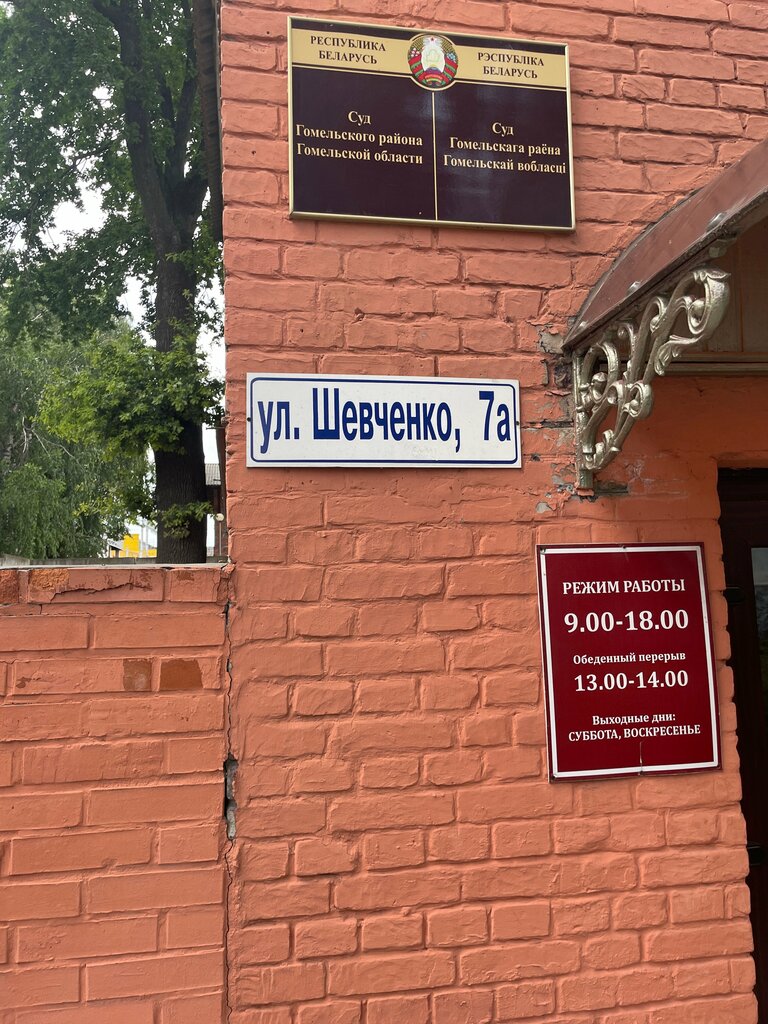 РЕСПУБЛИКА
БЕЛАРУСЬ
РЭСПУБЛІКА
БЕЛАРУСЬ
Суд
Гомельского района
Гомельской области
Суд
Гомельскага раёна
Гомельскай вобласці
ул. Шевченко, 7а
РЕЖИМ РАБОТЫ
9.00-18.00
Обеденный перерыв
13.00-14.00
Выходные дни:
СУББОТА, ВОСКРЕСЕНЬЕ